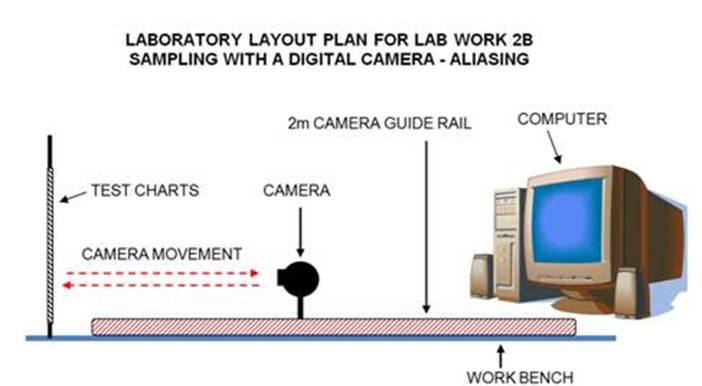 LABORATORY LAYOUT PLAN FOR LAB WORK 2B
SAMPLING WITH A DIGITAL CAMERA - ALIASING
2m CAMERA GUIDE RAIL
COMPUTER
TEST CHARTS
CAMERA
CAMERA MOVEMENT
WORK BENCH